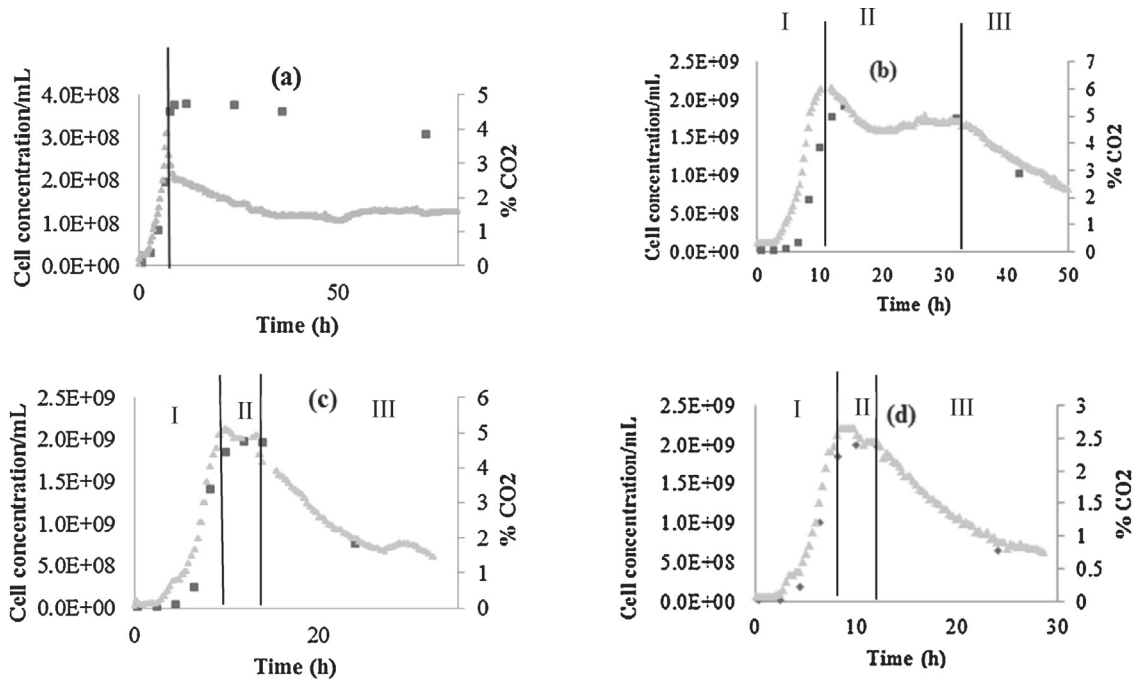 (a)
Cell concentration/mL
4.0E+08
3.0E+08
2.0E+08
1.0E+08
0.0E+00
5
4
3
2
1
0
% CO2
0
50
Time (h)
I
II
III
(b)
Cell concentration/mL
2.5E+09
2.0E+09
1.5E+09
1.0E+09
5.0E+08
0.0E+00
7
6
5
4
3
2
1
0
% CO2
0
10
20
30
40
50
Time (h)
I
II
(c)
III
Cell concentration/mL
2.5E+09
2.0E+09
1.5E+09
1.0E+09
5.0E+08
0.0E+00
6
5
4
3
2
1
0
% CO2
0
20
Time (h)
I
II
(d)
III
Cell concentration/mL
2.5E+09
2.0E+09
1.5E+09
1.0E+09
5.0E+08
0.0E+00
3
2.5
2
1.5
1
0.5
0
% CO2
0
10
20
30
Time (h)